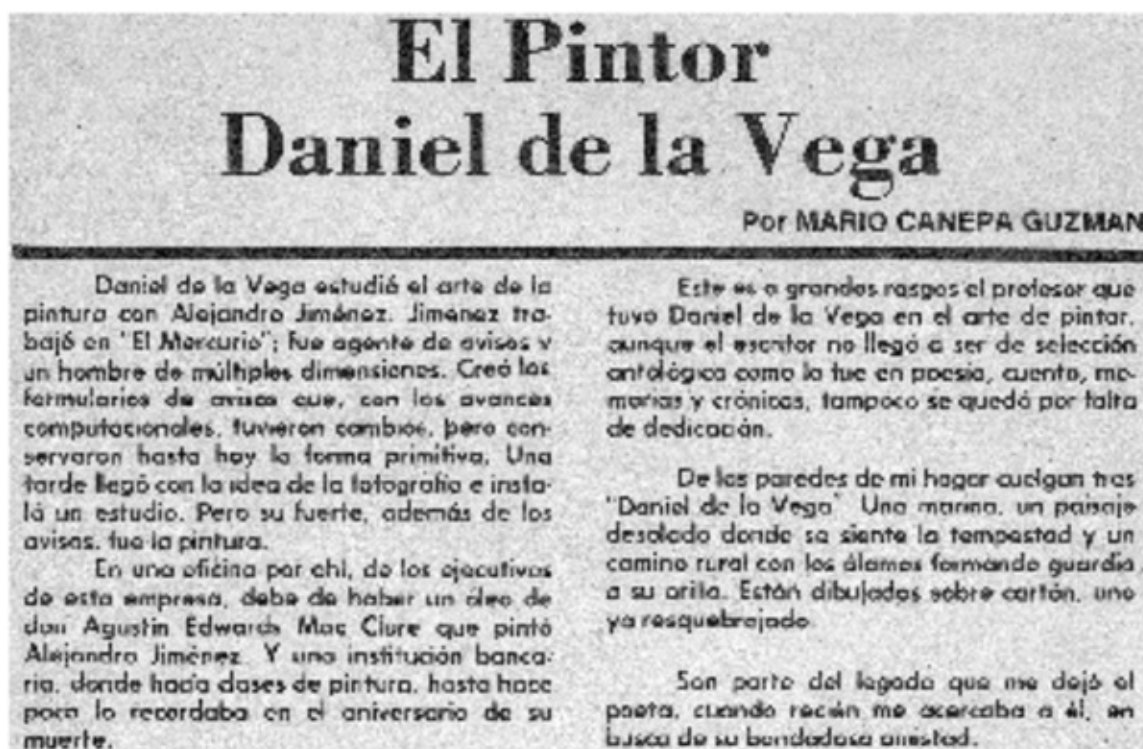 El Pintor
Daniel de la Vega
Por MARIO CANEPA GUZMAN
Daniel de la Vega estudió el arte de la
pintura con Alejandro Jiménez. Jimenez tra-
bajó en "El Mercurio"; fue agente de avisos y
un hombre de múltiples dimensiones. Creó los
formularios de avisos que, con los avances
computacionales, tuvieron cambios, pero con-
servaron hasta hoy la forma primitiva. Una
tarde llegó con la idea de la fotografía e insta-
ló un estudio. Pero su fuerte, además de los
avisos, fue la pintura.
En una oficina por ahí, de los ejecutivos
de esta empresa, debe de haber un óleo de
don Agustín Edwards Mac Clure que pintó
Alejandro Jiménez. Y una institución banca-
ria, donde hacía clases de pintura, hasta hace
poco lo recordaba en el aniversario de su
muerte.
Este es a grandes rasgos el profesor que
tuvo Daniel de la Vega en el arte de pintar,
aunque el escritor no llegó a ser de selección
antológica como lo fue en poesía, cuento, me-
morias y crónicas, tampoco se quedó por falta
de dedicación.
De las paredes de mi hogar cuelgan tres
"Daniel de la Vega" Una marina, un paisaje
desolado donde se siente la tempestad y un
camino rural con los álamos formando guardia
a su orilla. Están dibujados sobre cartón, uno
ya resquebrajado.
Son parte del legado que me dejó el
poeta, cuando recién me acercaba a él, en
busca de su bondadosa amistad.